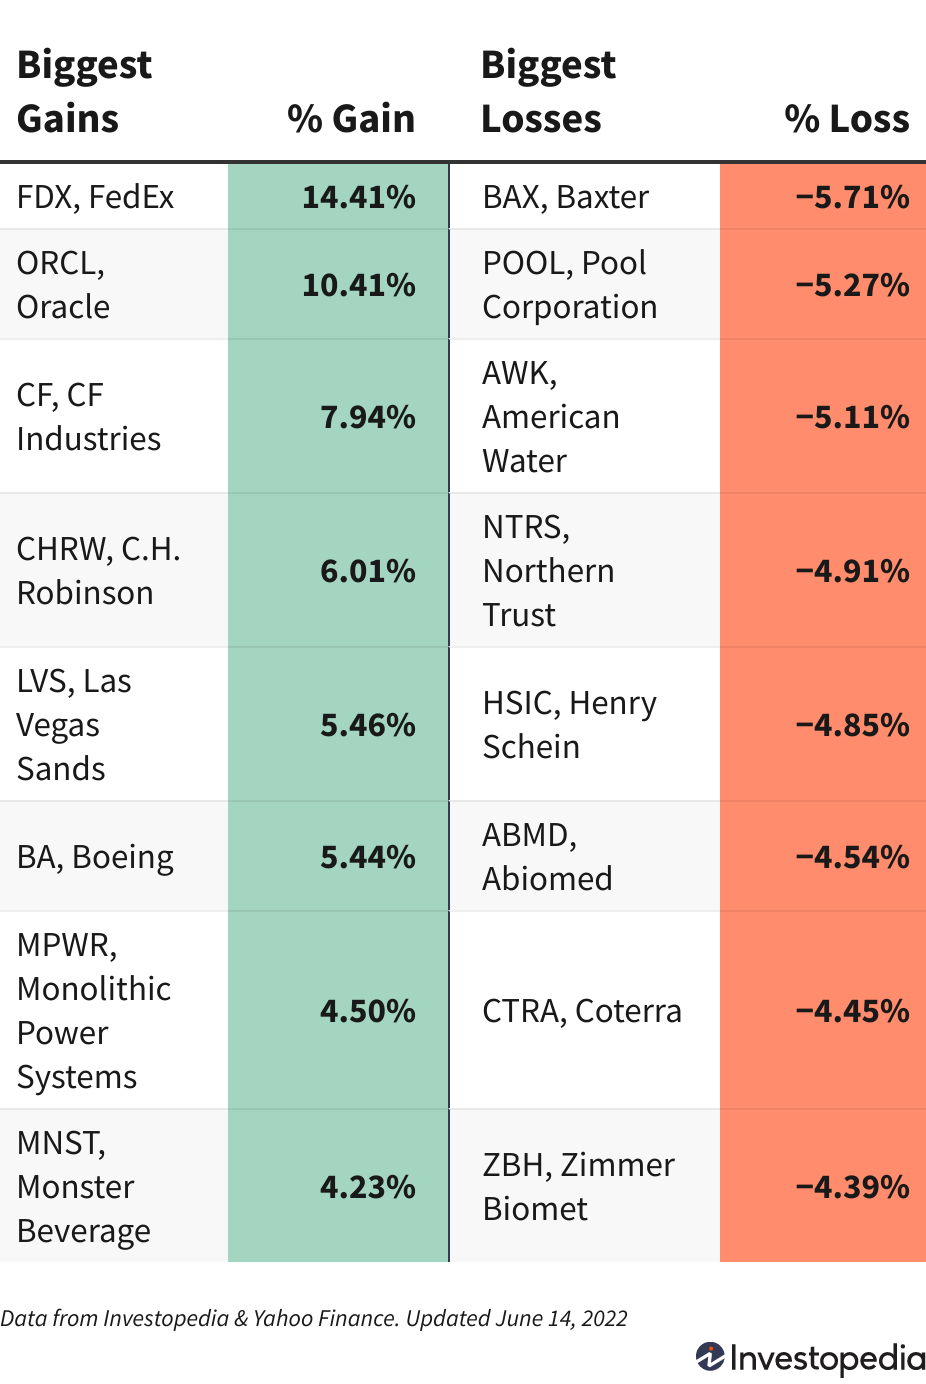 Biggest
Gains
% Gain
Biggest
Losses
% Loss
FDX, FedEx
14.41%
BAX, Baxter
−5.71%
ORCL,
Oracle
10.41%
POOL, Pool
Corporation
−5.27%
CF, CF
Industries
7.94%
AWK,
American
Water
−5.11%
CHRW, C.H.
Robinson
6.01%
NTRS,
Northern
Trust
−4.91%
LVS, Las
Vegas
Sands
5.46%
HSIC, Henry
Schein
−4.85%
BA, Boeing
5.44%
ABMD,
Abiomed
−4.54%
MPWR,
Monolithic
Power
Systems
4.50%
CTRA, Coterra
−4.45%
MNST,
Monster
Beverage
4.23%
ZBH, Zimmer
Biomet
−4.39%
Data from Investopedia & Yahoo Finance. Updated June 14, 2022
Investopedia